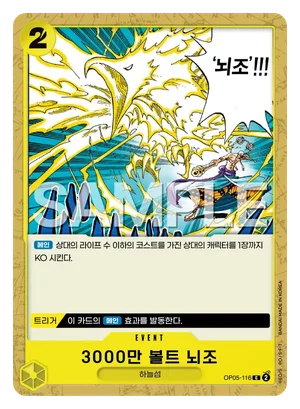 2
'뇌조'!!!
SAMPLE
메인 상대의 라이프 수 이하의 코스트를 가진 상대의 캐릭터를 1장까지
KO 시킨다.
트리거 이 카드의 메인 효과를 발동한다.
EVENT
3000만 볼트 뇌조
하늘섬
OP05-116 C 2